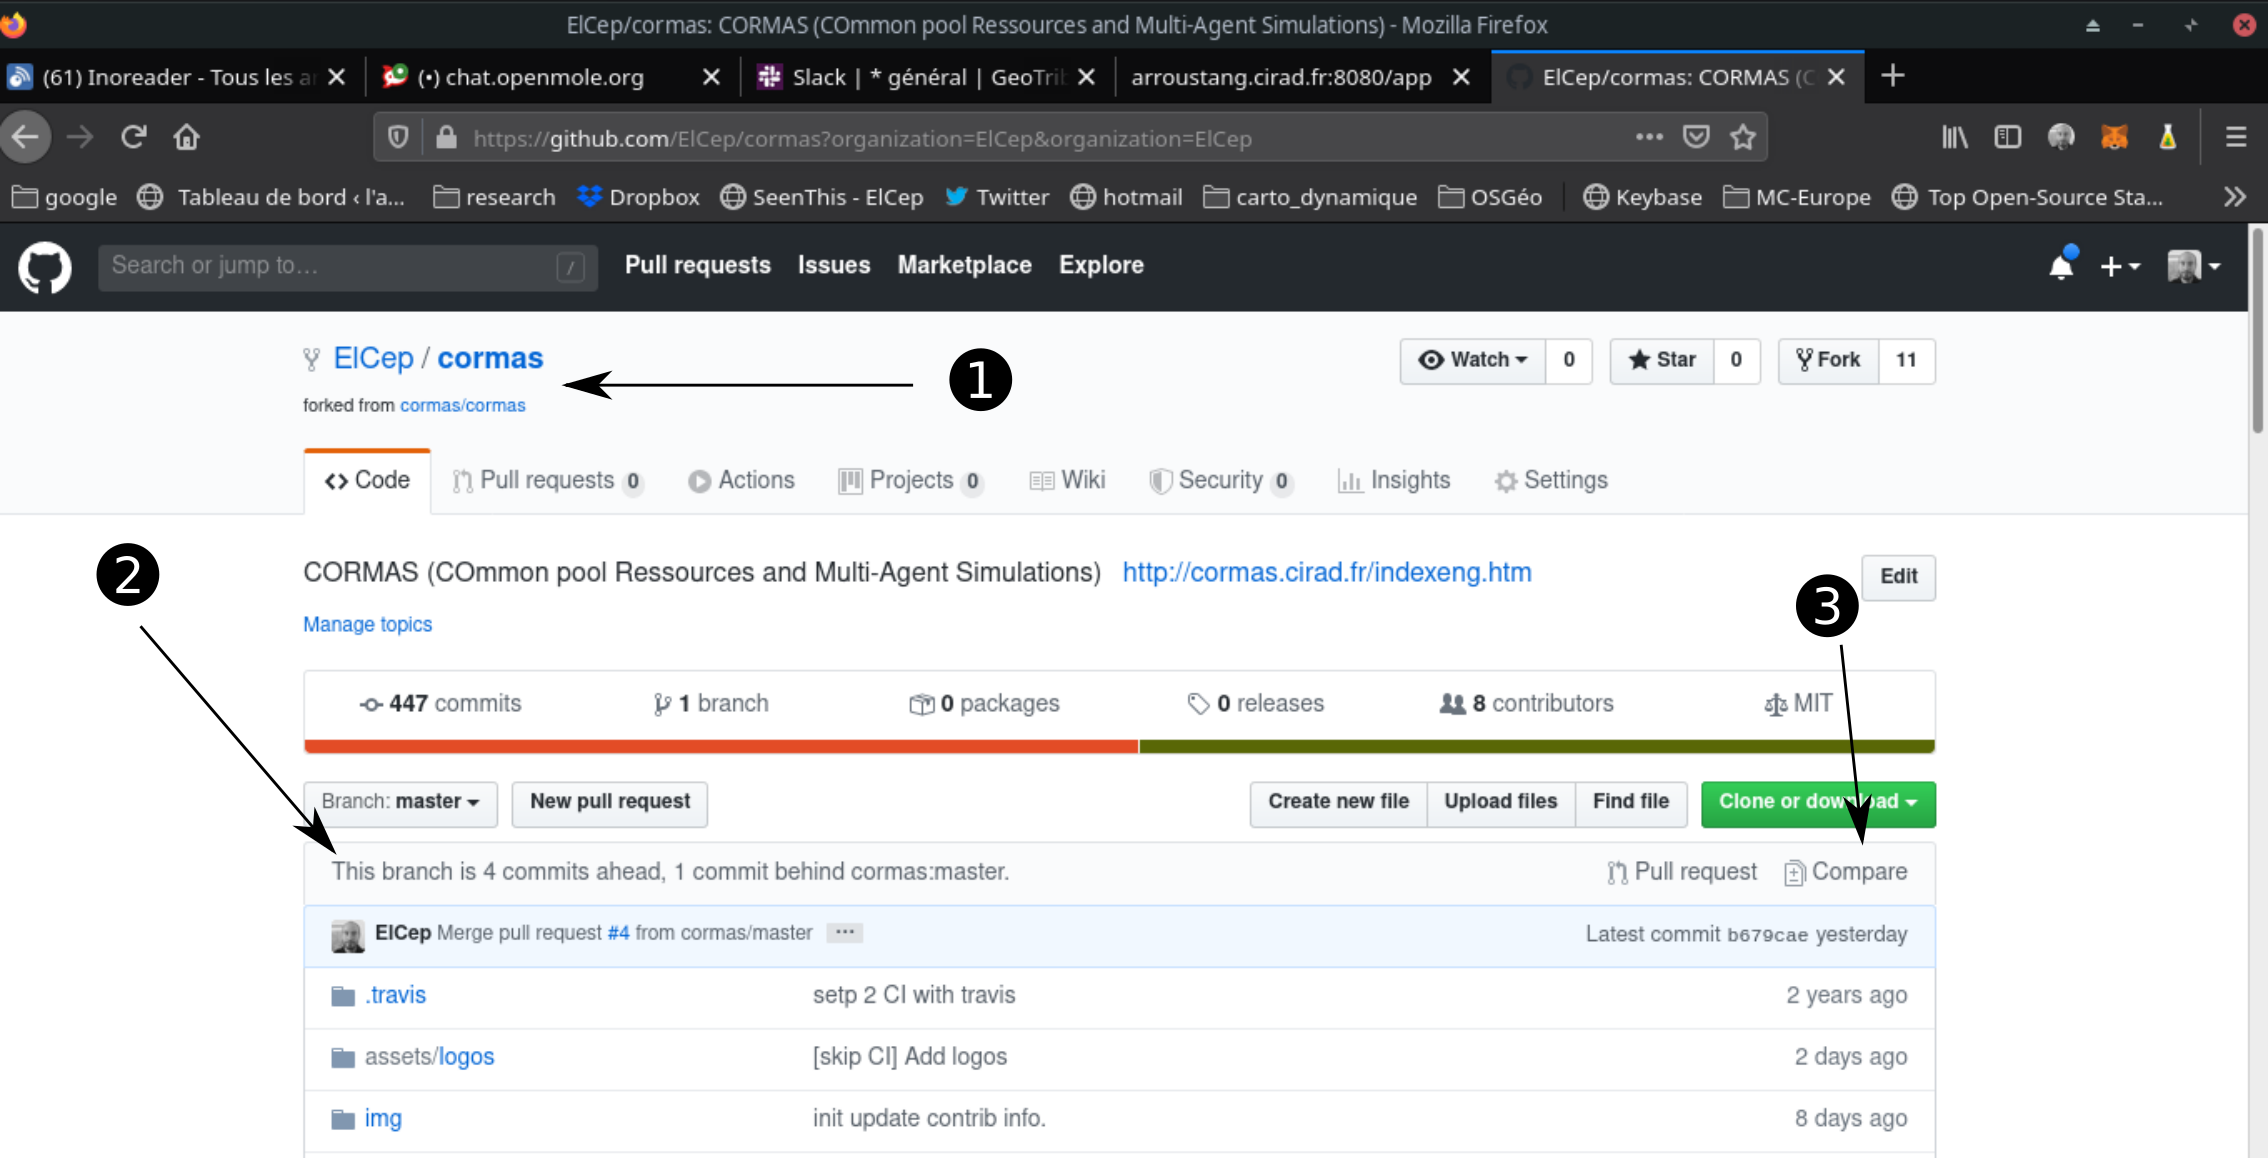 ElCep/cormas: CORMAS (COmmon pool Ressources and Multi-Agent Simulations) - Mozilla Firefox
(61) Inoreader - Tous les ar
(•) chat.openmole.org
Slack | * général | GeoTrib
arroustang.cirad.fr:8080/app
ElCep/cormas: CORMAS (C
https://github.com/ElCep/cormas?organization=ElCep&organization=ElCep
google
Tableau de bord ‹ l'a...
research
Dropbox
SeenThis - ElCep
Twitter
hotmail
carto_dynamique
OSGéo
Keybase
MC-Europe
Top Open-Source Sta...
Search or jump to…
/
Pull requests
Issues
Marketplace
Explore
ElCep / cormas
1
Watch 0
Star 0
Fork 11
forked from cormas/cormas
Code
Pull requests 0
Actions
Projects 0
Wiki
Security 0
Insights
Settings
2
CORMAS (COmmon pool Ressources and Multi-Agent Simulations) http://cormas.cirad.fr/indexeng.htm
Edit
3
Manage topics
447 commits
1 branch
0 packages
0 releases
8 contributors
MIT
Branch: master
New pull request
Create new file
Upload files
Find file
Clone or download
This branch is 4 commits ahead, 1 commit behind cormas:master.
Pull request
Compare
ElCep Merge pull request #4 from cormas/master ...
Latest commit b679cae yesterday
.travis
setp 2 CI with travis
2 years ago
assets/logos
[skip CI] Add logos
2 days ago
img
init update contrib info.
8 days ago